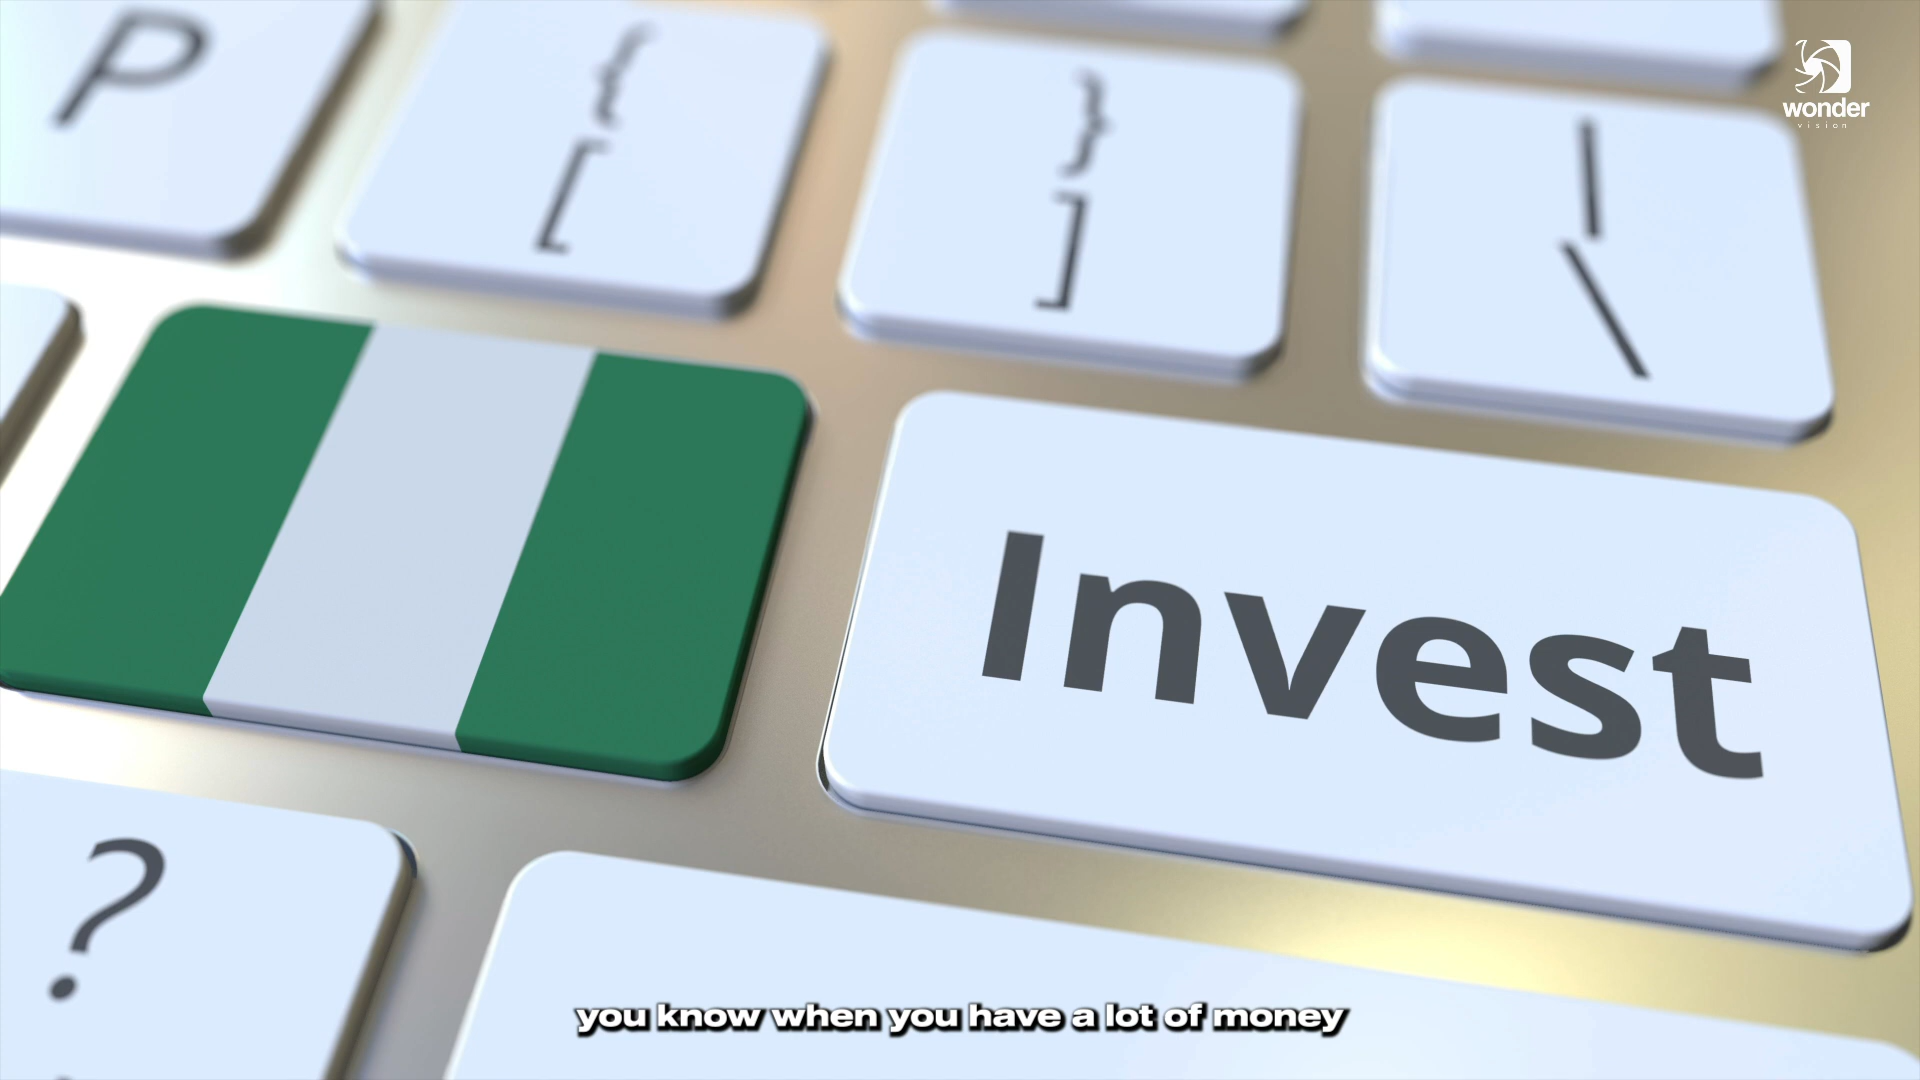 P
{
[
}
]
|
\
wonder
vision
Invest
?
you know when you have a lot of money